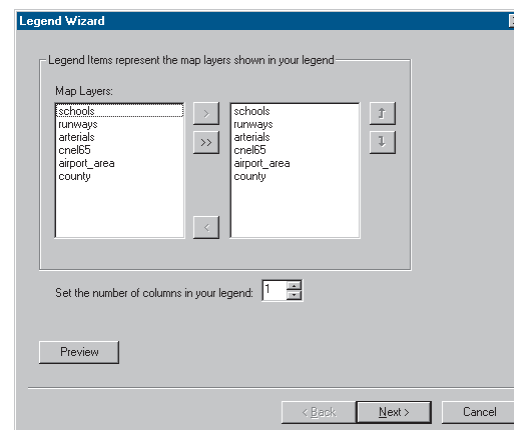 Legend Wizard
Legend Items represent the map layers shown in your legend
Map Layers:
schools
runways
arterials
cnel65
airport_area
county
>
>>
<
schools
runways
arterials
cnel65
airport_area
county
Set the number of columns in your legend: 1
Preview
< Back
Next >
Cancel